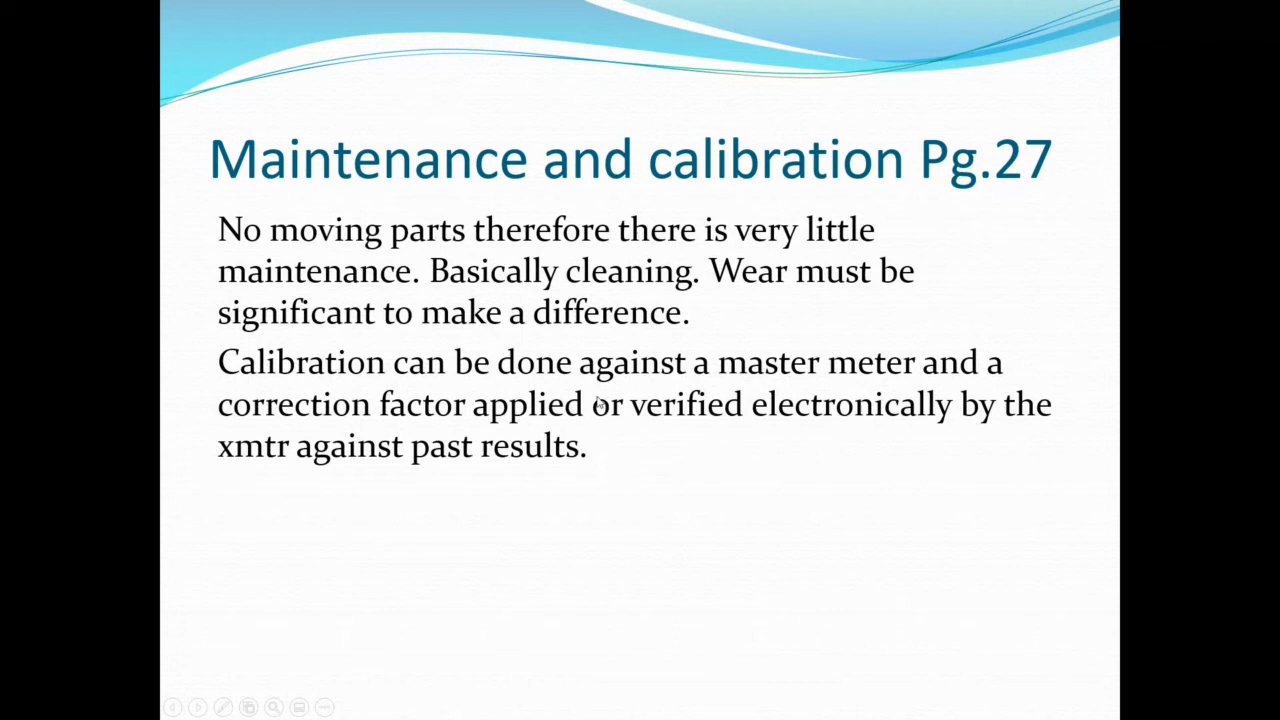 Maintenance and calibration Pg.27
No moving parts therefore there is very little
maintenance. Basically cleaning. Wear must be
significant to make a difference.
Calibration can be done against a master meter and a
correction factor applied or verified electronically by the
xmtr against past results.